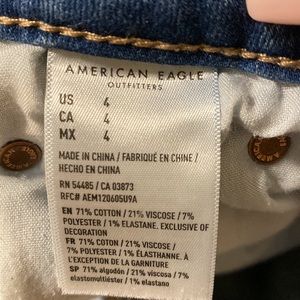 AMERICAN EAGLE
OUTFITTERS
US 4
CA 4
MX 4
MADE IN CHINA / FABRIQUÉ EN CHINE /
HECHO EN CHINA
RN 54485 / CA 03873
RFC# AEM120605U9A
EN 71% COTTON / 21% VISCOSE / 7%
POLYESTER / 1% ELASTANE. EXCLUSIVE OF
DECORATION
FR 71% COTON / 21% VISCOSE / 7%
POLYESTER / 1% ÉLASTHANNE. À
L'EXCEPTION DE LA GARNITURE
SP 71% algodón / 21% viscosa / 7%
elastomultiéster / 1% elastano